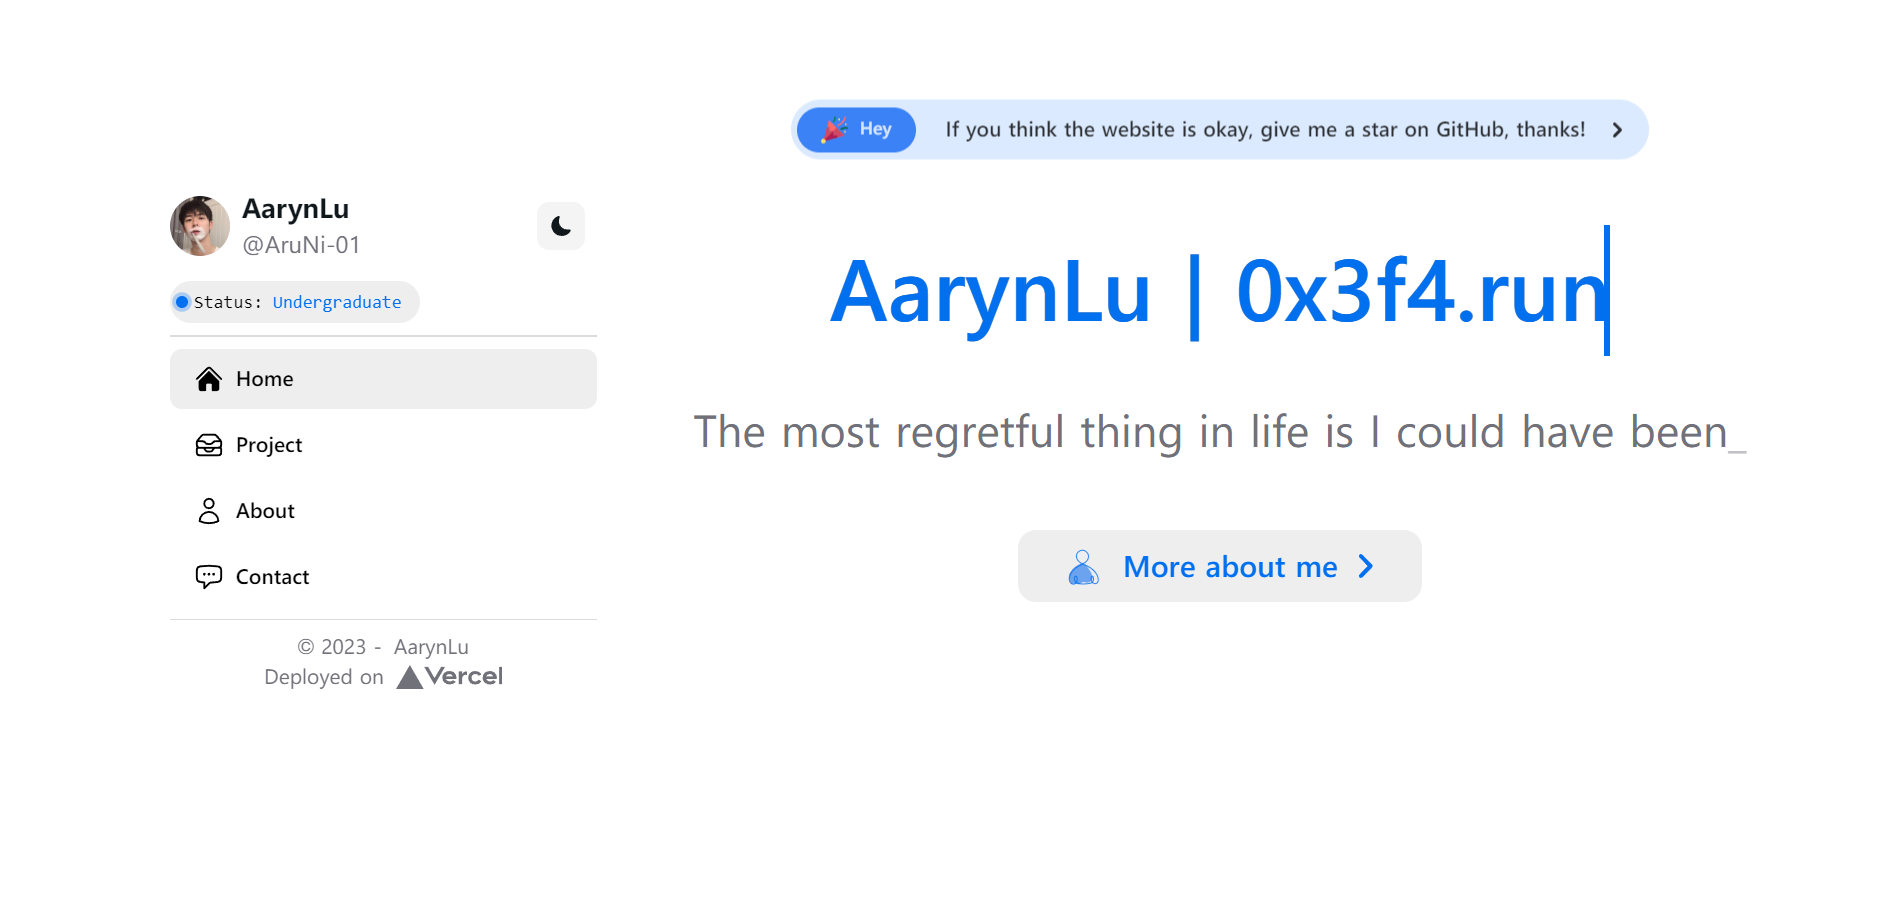 Hey If you think the website is okay, give me a star on GitHub, thanks!
AarynLu
@AruNi-01
Status: Undergraduate
Home
Project
About
Contact
© 2023 - AarynLu
Deployed on Vercel
AarynLu | 0x3f4.run
The most regretful thing in life is I could have been_
More about me